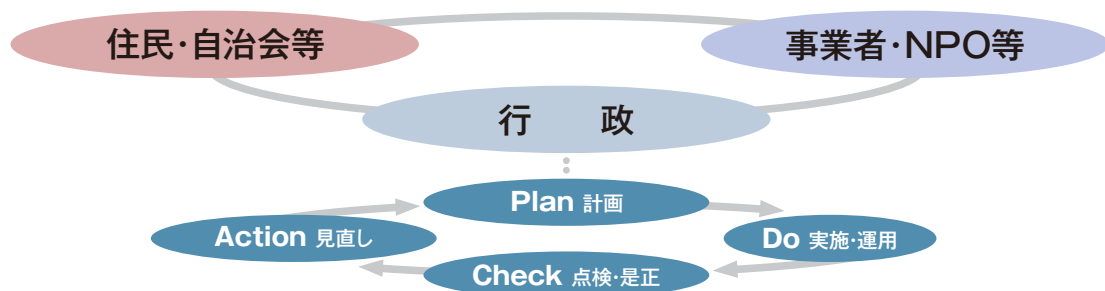 住民・自治会等
事業者・NPO等
行　政
Plan 計画
Action 見直し
Do 実施・運用
Check 点検・是正